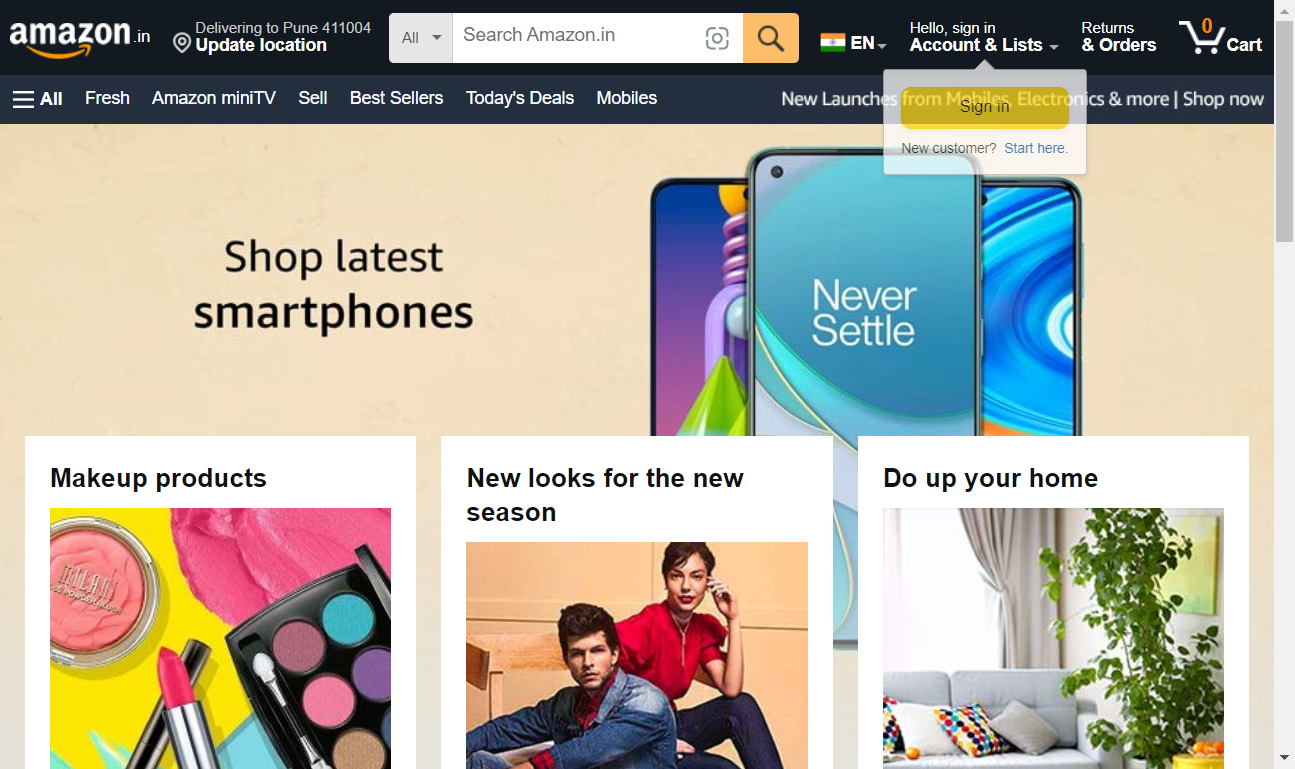 amazon.in
Delivering to Pune 411004
Update location
All
Search Amazon.in
EN
Hello, sign in
Account & Lists
Returns
& Orders
0
Cart
All
Fresh
Amazon miniTV
Sell
Best Sellers
Today's Deals
Mobiles
New Launches from Mobiles, Electronics & more | Shop now
Sign in
New customer? Start here.
Shop latest
smartphones
Never
Settle
Makeup products
New looks for the new
season
Do up your home
MILANI